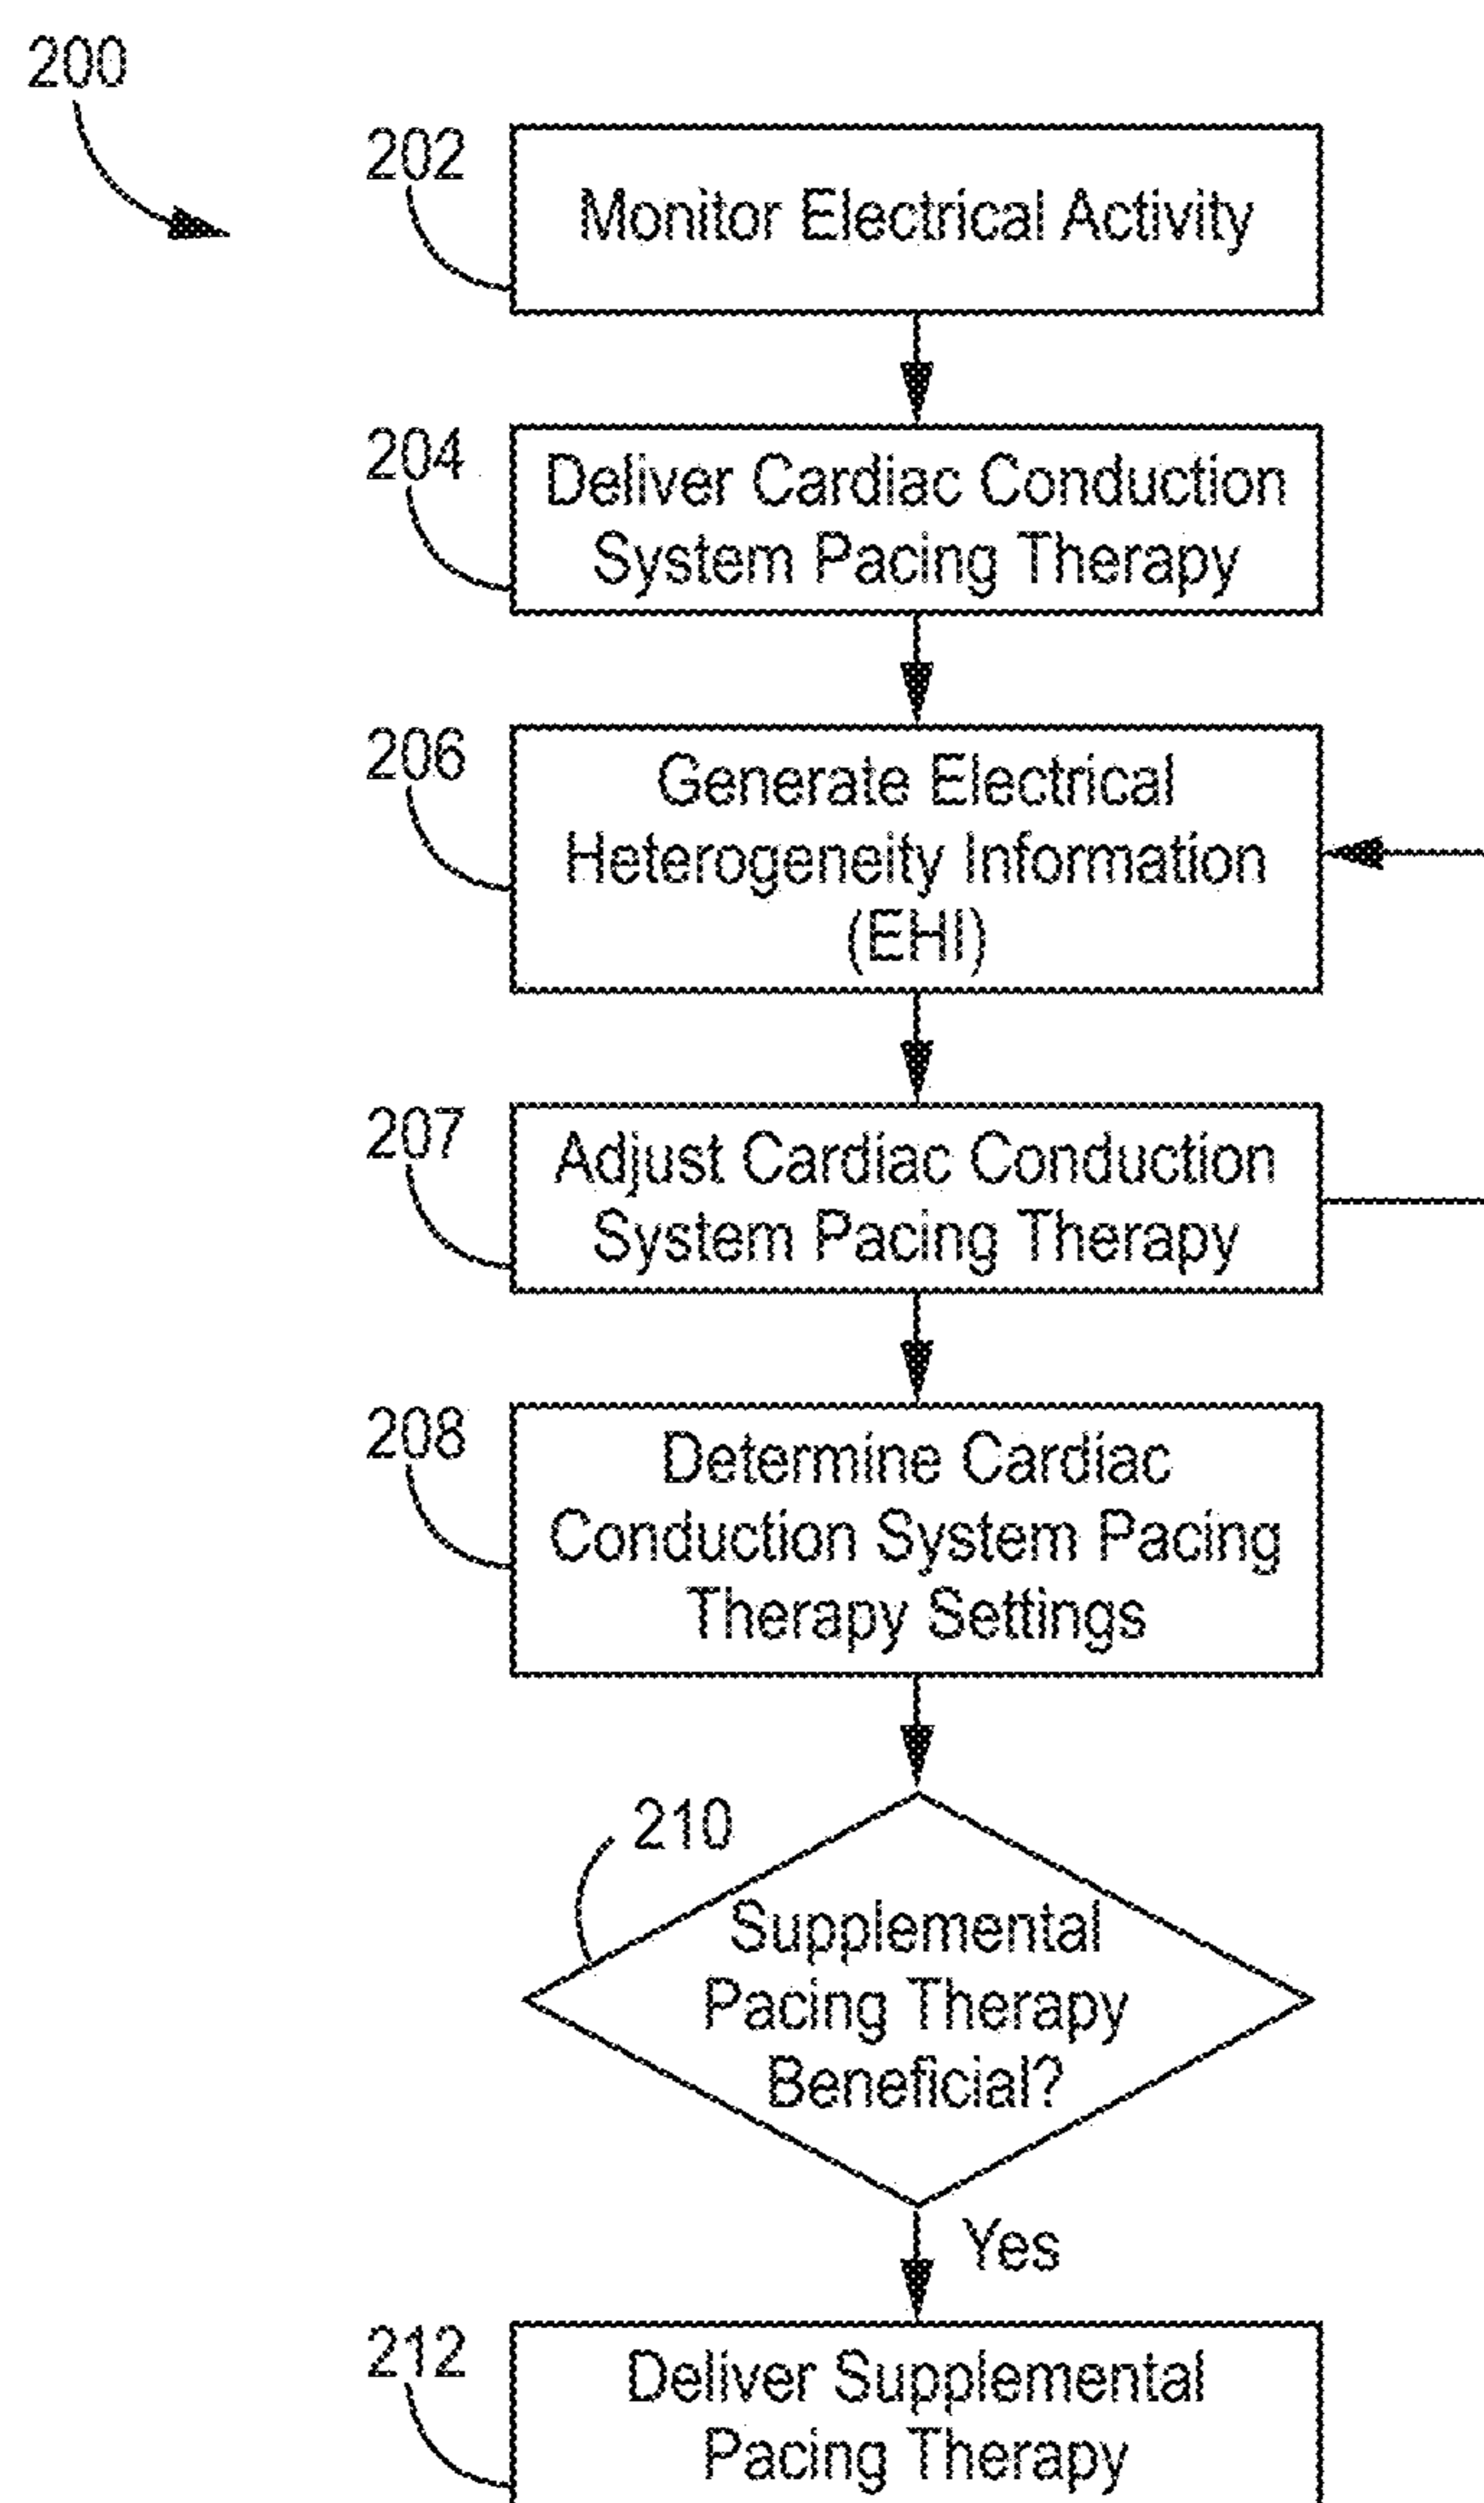 200
202
Monitor Electrical Activity
204
Deliver Cardiac Conduction
System Pacing Therapy
206
Generate Electrical
Heterogeneity Information
(EHI)
207
Adjust Cardiac Conduction
System Pacing Therapy
208
Determine Cardiac
Conduction System Pacing
Therapy Settings
210
Supplemental
Pacing Therapy
Beneficial?
Yes
212
Deliver Supplemental
Pacing Therapy